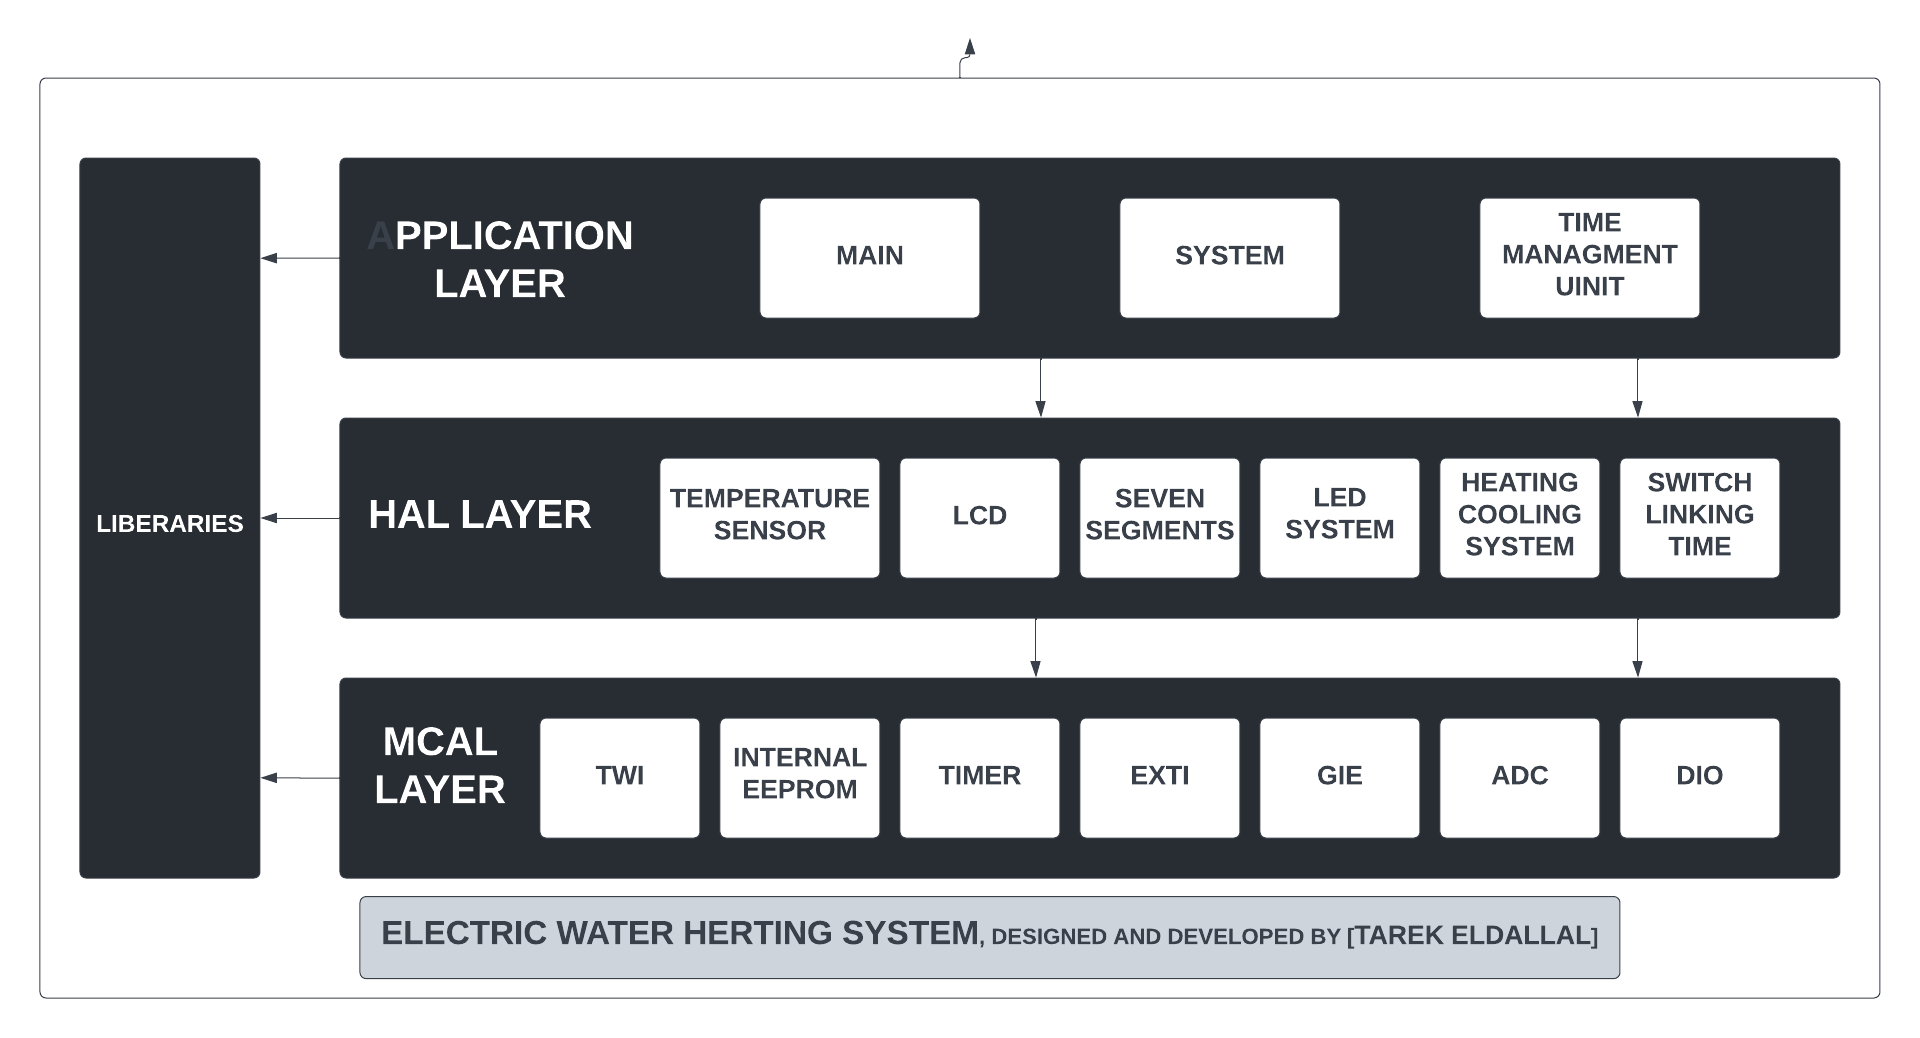 APPLICATION
LAYER
MAIN
SYSTEM
TIME
MANAGMENT
UINIT
LIBERARIES
HAL LAYER
TEMPERATURE
SENSOR
LCD
SEVEN
SEGMENTS
LED
SYSTEM
HEATING
COOLING
SYSTEM
SWITCH
LINKING
TIME
MCAL
LAYER
TWI
INTERNAL
EEPROM
TIMER
EXTI
GIE
ADC
DIO
ELECTRIC WATER HERTING SYSTEM, DESIGNED AND DEVELOPED BY [TAREK ELDALLAL]